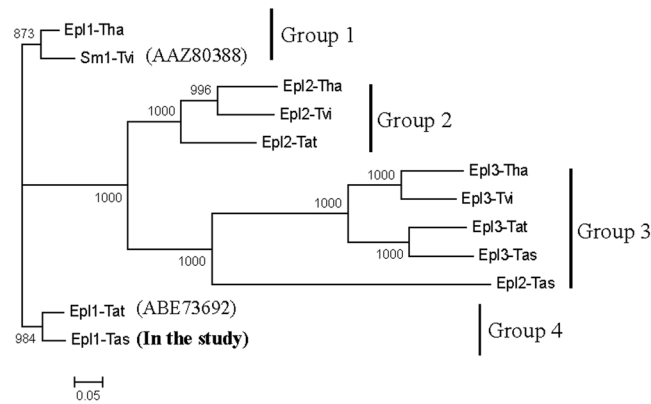 873
Epl1-Tha
Sm1-Tvi (AAZ80388)
Group 1
996
Epl2-Tha
1000
Epl2-Tvi
Epl2-Tat
Group 2
1000
1000
Epl3-Tha
1000
Epl3-Tvi
Epl3-Tat
1000
Epl3-Tas
1000
Epl2-Tas
Group 3
Epl1-Tat (ABE73692)
984
Epl1-Tas (In the study)
Group 4
0.05